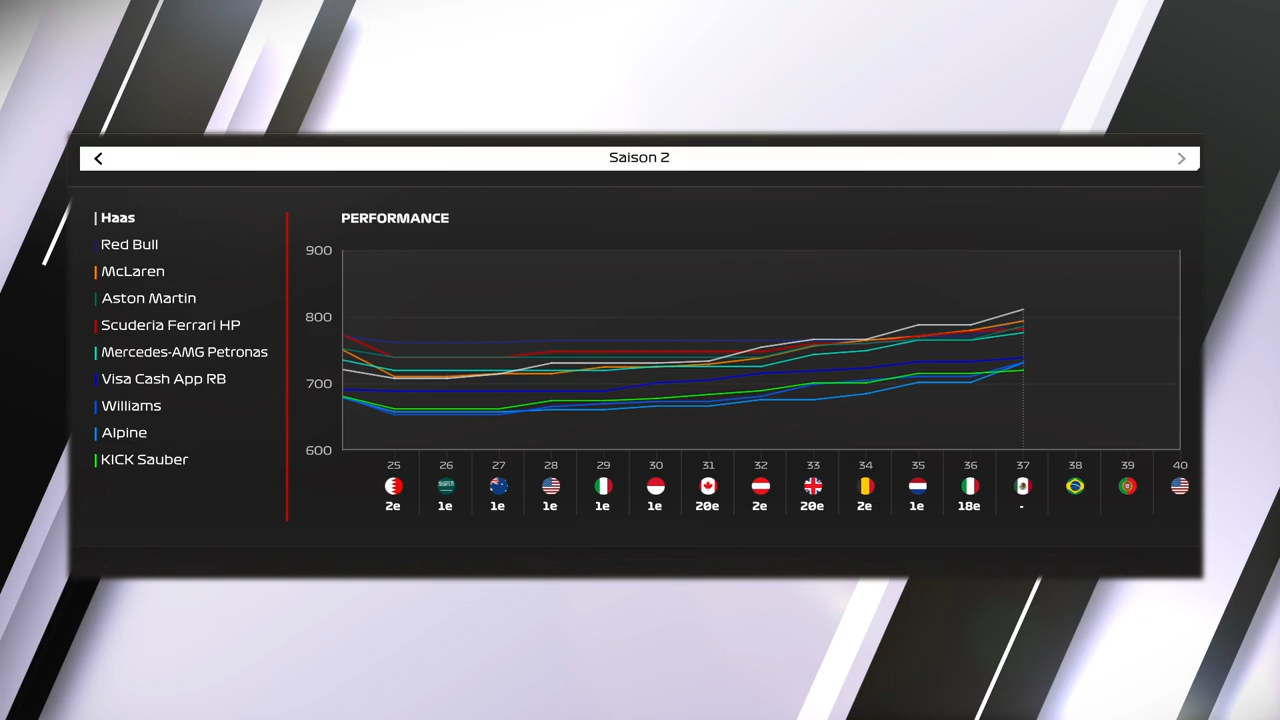 Saison 2
Haas
Red Bull
McLaren
Aston Martin
Scuderia Ferrari HP
Mercedes-AMG Petronas
Visa Cash App RB
Williams
Alpine
KICK Sauber
PERFORMANCE
900
800
700
600
25 26 27 28 29 30 31 32 33 34 35 36 37 38 39 40
2e 1e 1e 1e 1e 1e 20e 2e 20e 2e 1e 18e -